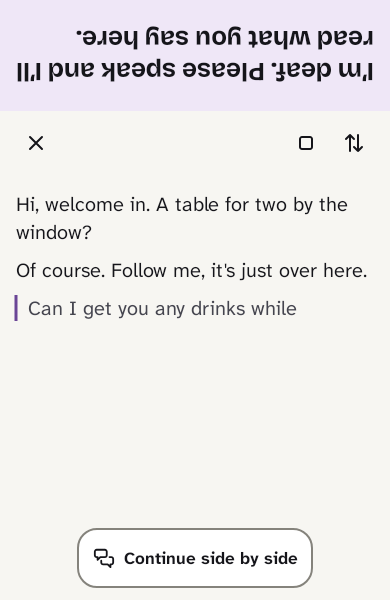 I'm deaf. Please speak and I'll
read what you say here.
Hi, welcome in. A table for two by the
window?
Of course. Follow me, it's just over here.
Can I get you any drinks while
Continue side by side